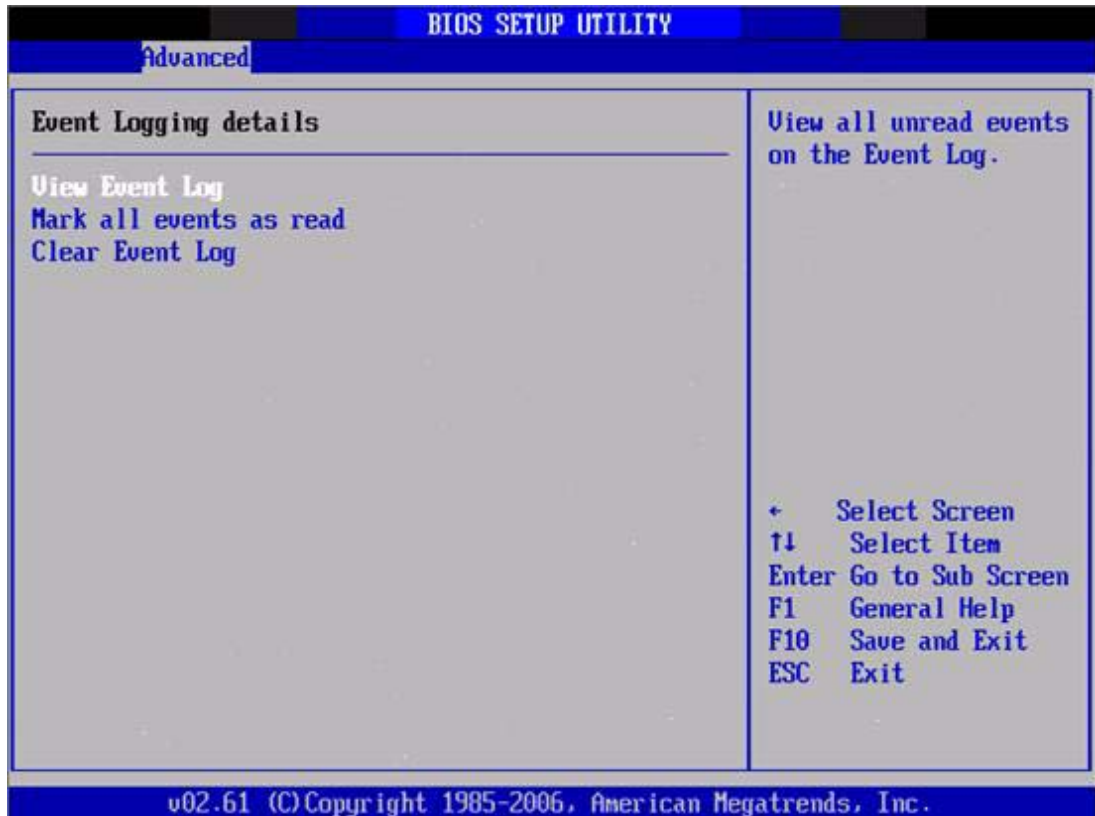 BIOS SETUP UTILITY
Advanced
Event Logging details
View Event Log
Mark all events as read
Clear Event Log
View all unread events
on the Event Log.
← Select Screen
↑↓ Select Item
Enter Go to Sub Screen
F1 General Help
F10 Save and Exit
ESC Exit
v02.61 (C)Copyright 1985-2006, American Megatrends, Inc.